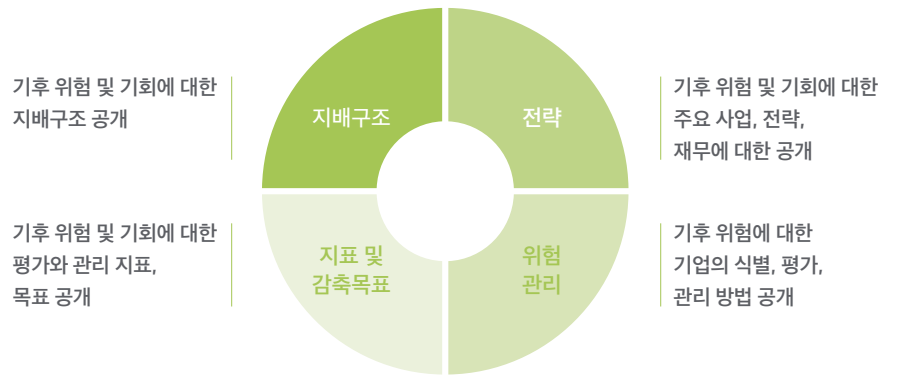 기후 위험 및 기회에 대한
지배구조 공개
지배구조
전략
기후 위험 및 기회에 대한
주요 사업, 전략,
재무에 대한 공개
기후 위험 및 기회에 대한
평가와 관리 지표,
목표 공개
지표 및
감축목표
위험
관리
기후 위험에 대한
기업의 식별, 평가,
관리 방법 공개